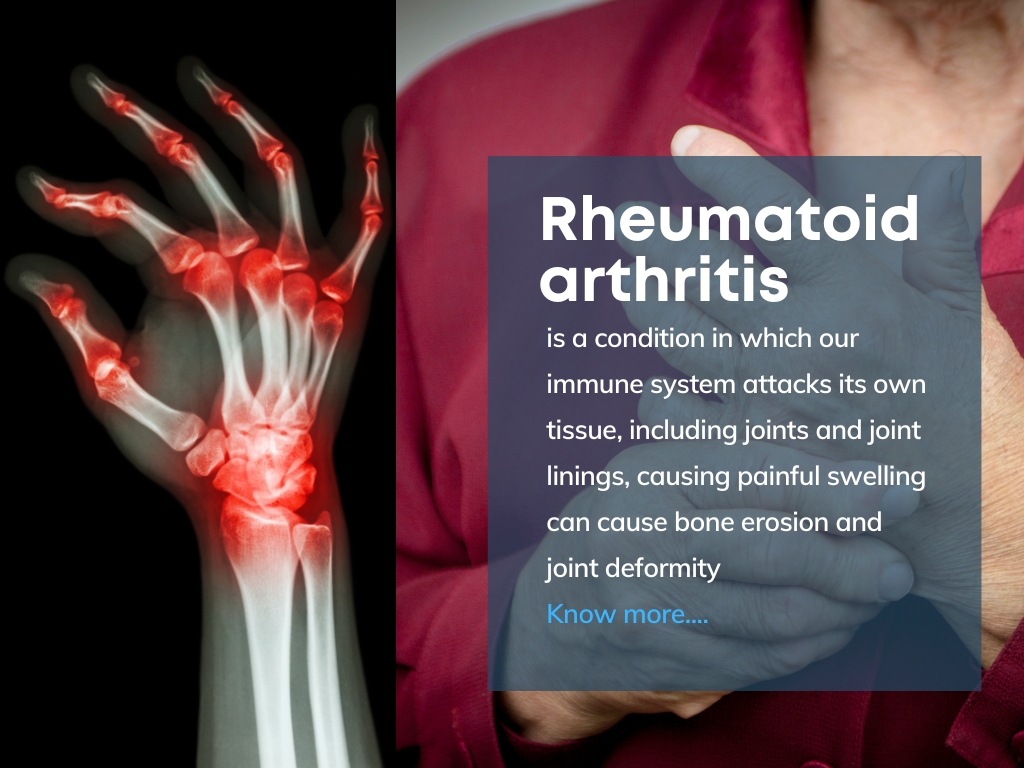 Rheumatoid
arthritis
is a condition in which our
immune system attacks its own
tissue, including joints and joint
linings, causing painful swelling
can cause bone erosion and
joint deformity
Know more....